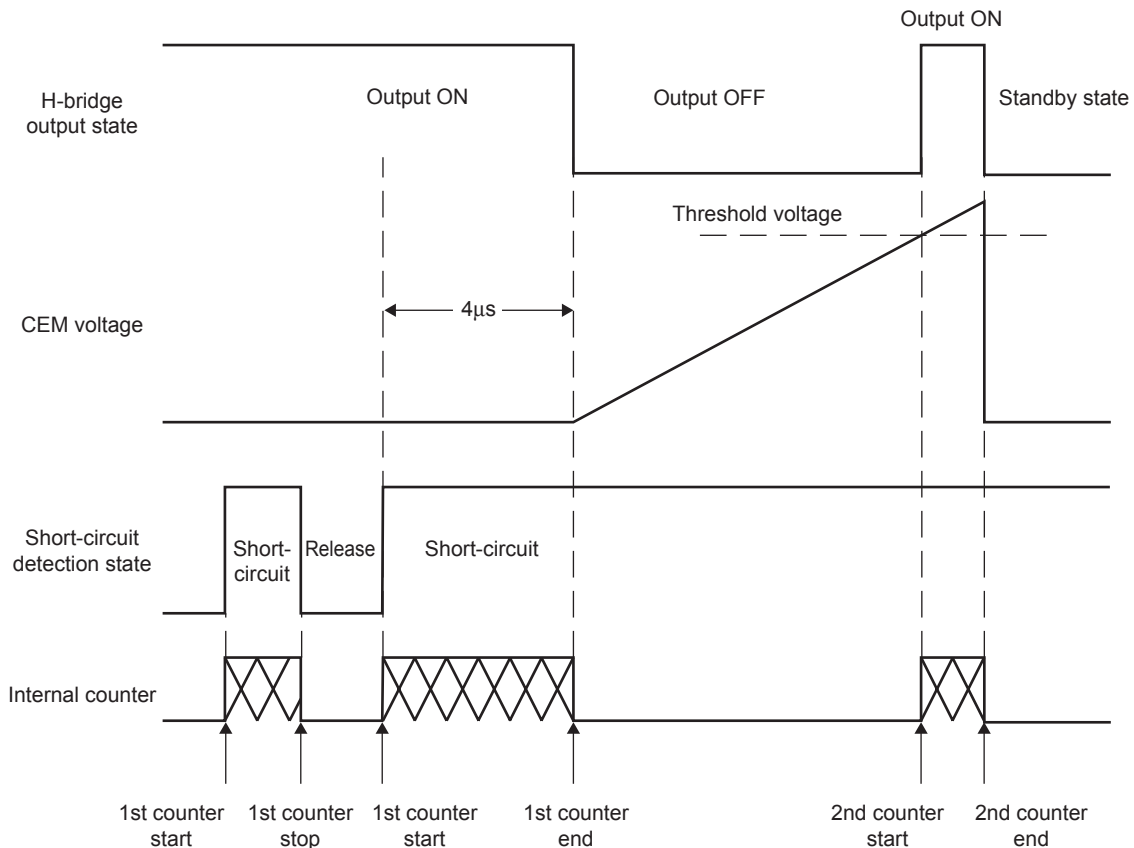 Output ON
H-bridge
output state
Output ON
Output OFF
Standby state
Threshold voltage
CEM voltage
4μs
Short-circuit
detection state
Short-
circuit
Release
Short-circuit
Internal counter
1st counter
start
1st counter
stop
1st counter
start
1st counter
end
2nd counter
start
2nd counter
end